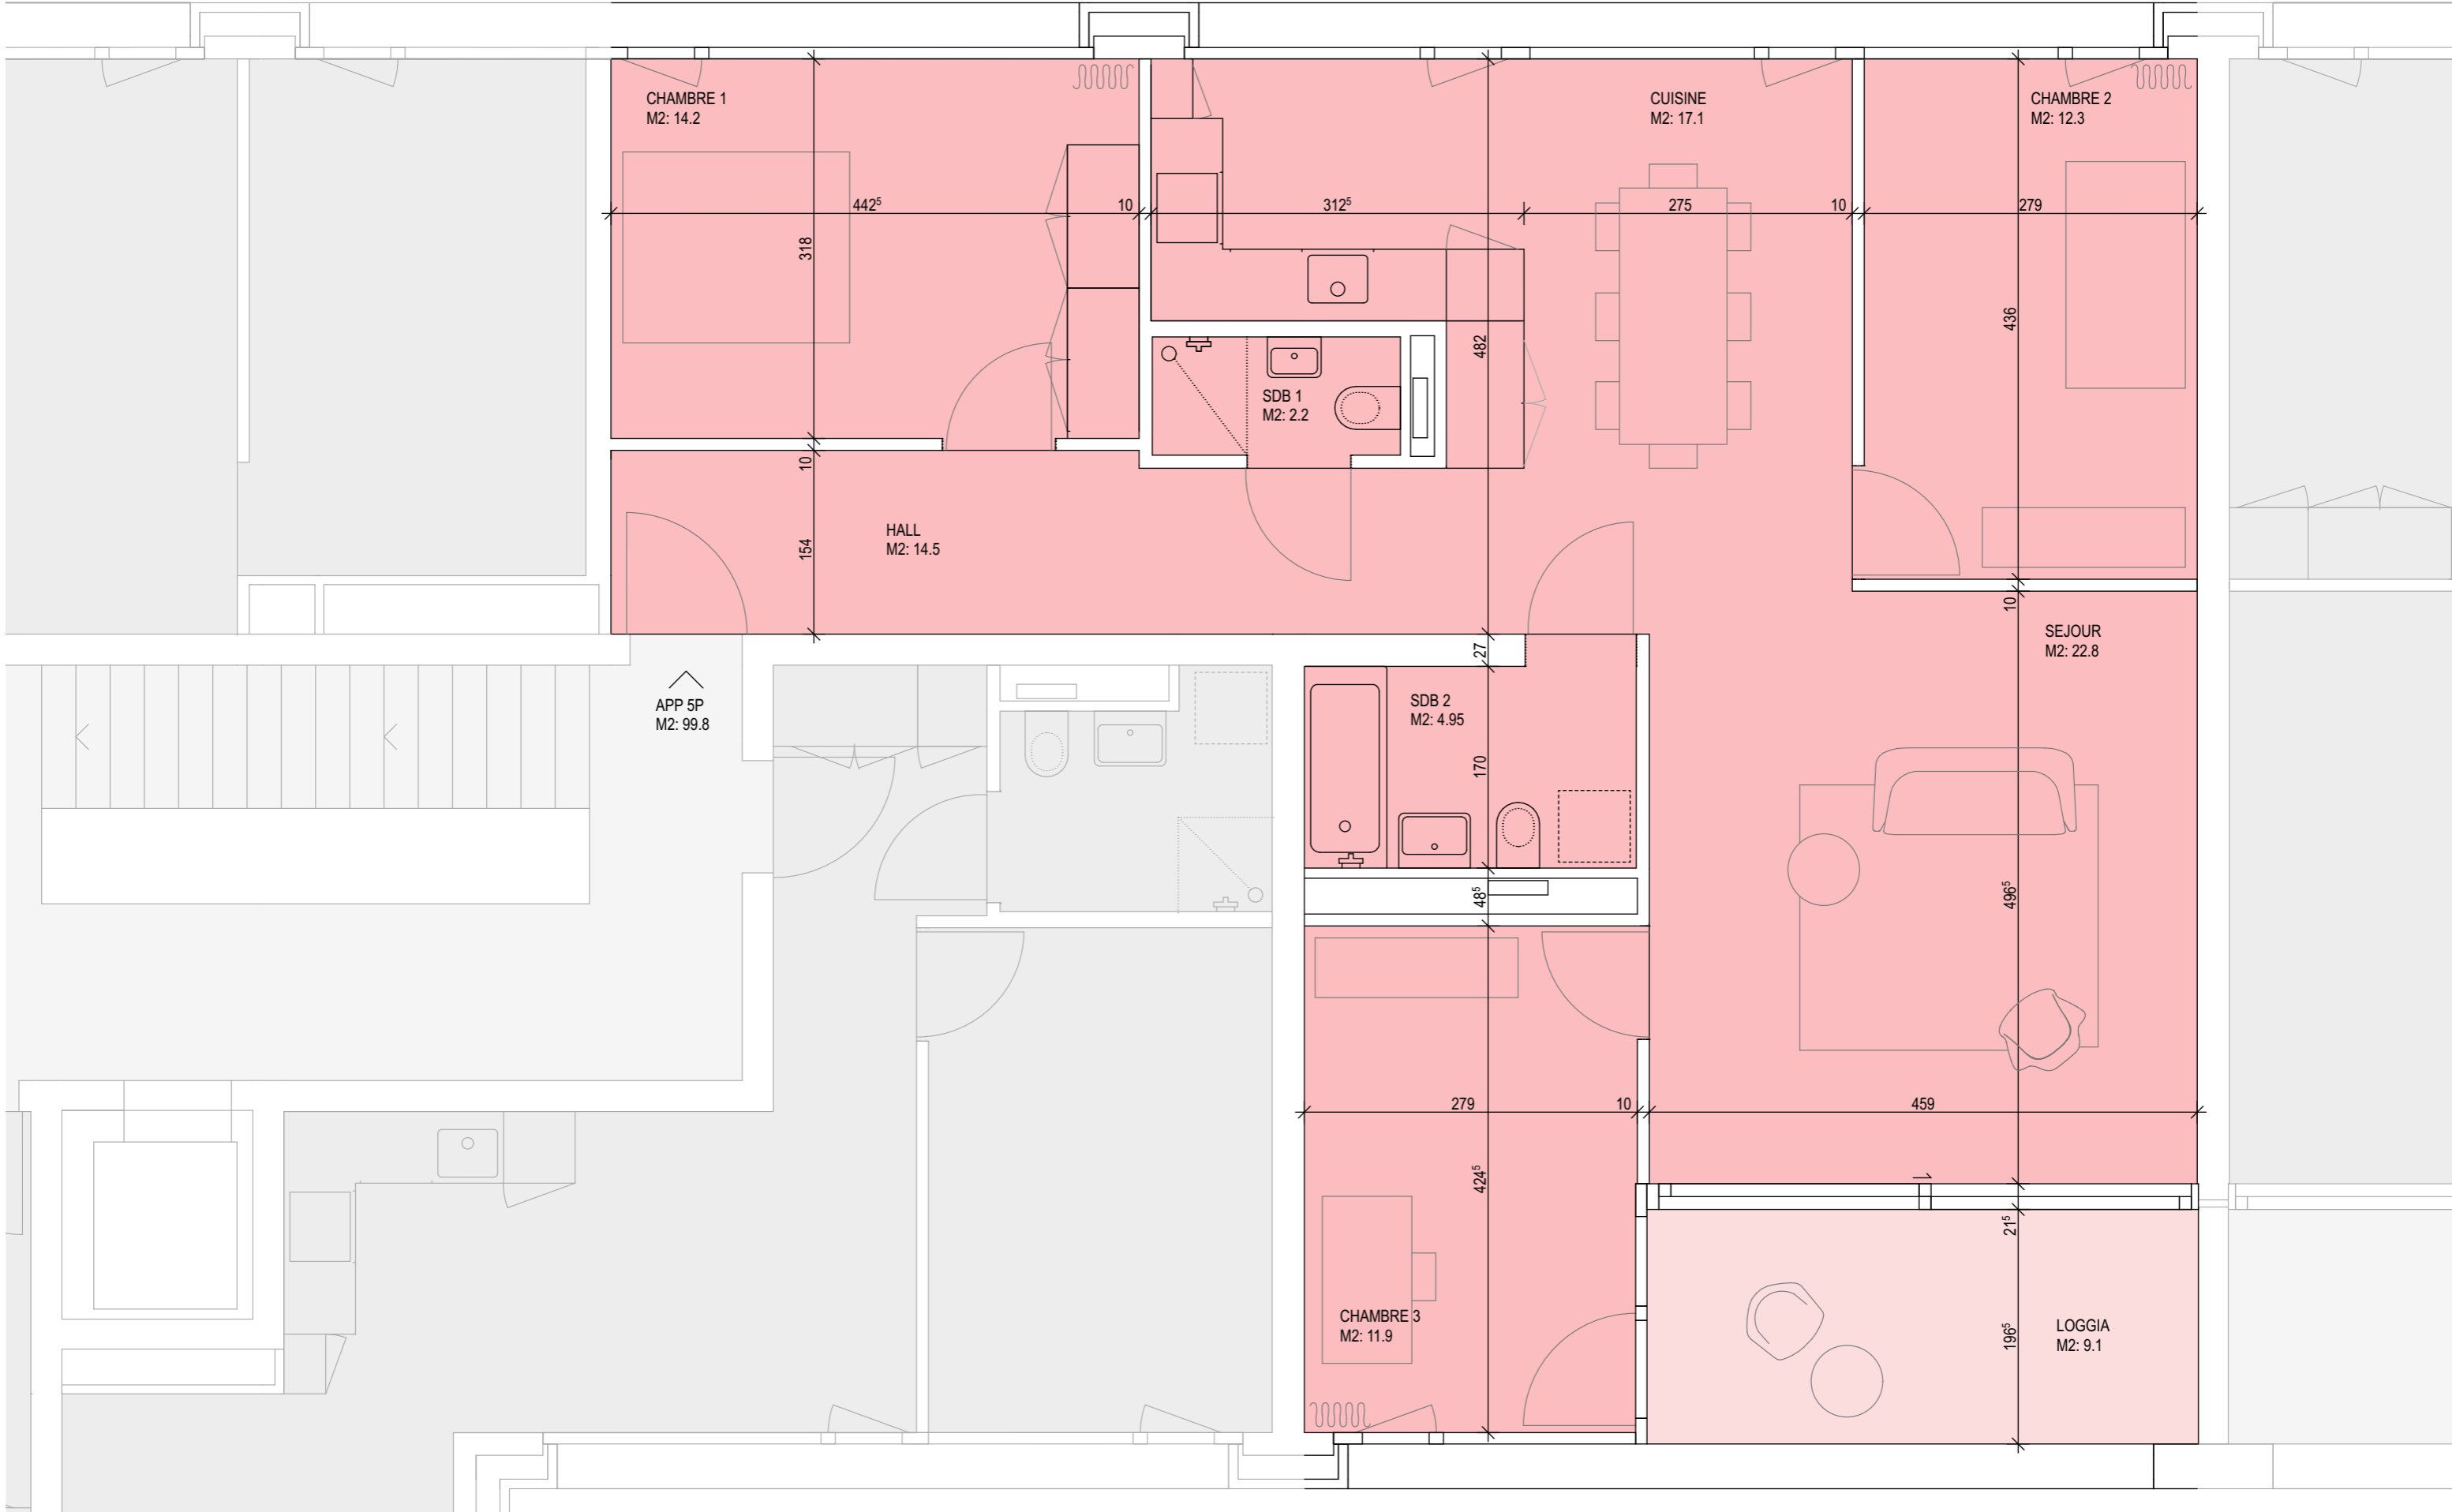 CHAMBRE 1
M2: 14.2
CUISINE
M2: 17.1
CHAMBRE 2
M2: 12.3
442⁵
10
312⁵
275
10
279
318
482
436
SDB 1
M2: 2.2
10
HALL
M2: 14.5
154
10
SEJOUR
M2: 22.8
27
APP 5P
M2: 99.8
SDB 2
M2: 4.95
170
48⁵
496⁵
279
10
459
424⁵
1
21⁵
CHAMBRE 3
M2: 11.9
196⁵
LOGGIA
M2: 9.1